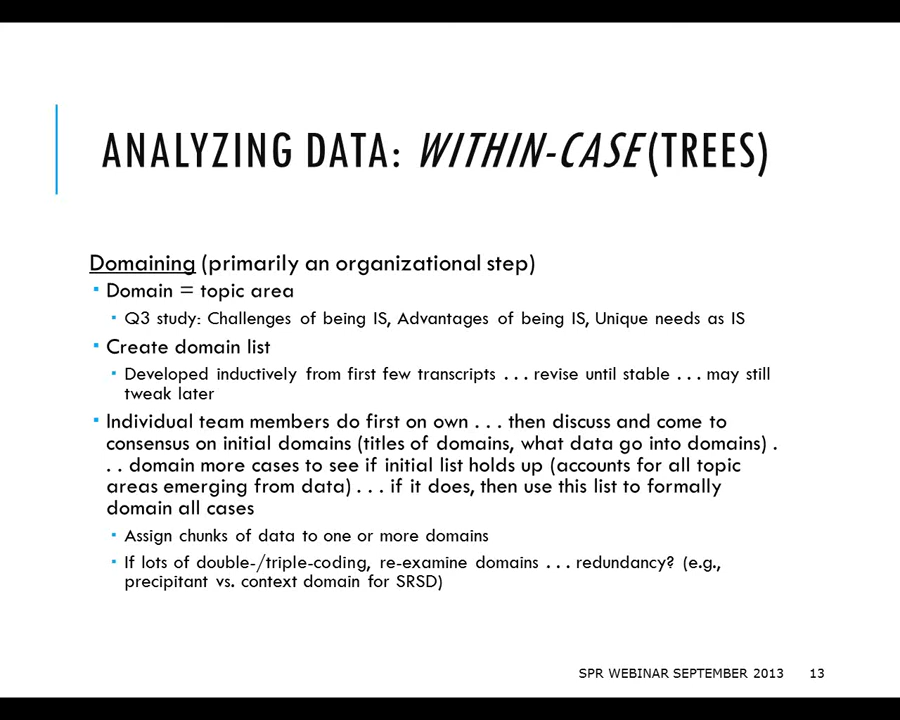 ANALYZING DATA: WITHIN-CASE (TREES)
Domaining (primarily an organizational step)
▪ Domain = topic area
▪ Q3 study: Challenges of being IS, Advantages of being IS, Unique needs as IS
▪ Create domain list
▪ Developed inductively from first few transcripts . . . revise until stable . . . may still
tweak later
▪ Individual team members do first on own . . . then discuss and come to
consensus on initial domains (titles of domains, what data go into domains) .
. . domain more cases to see if initial list holds up (accounts for all topic
areas emerging from data) . . . if it does, then use this list to formally
domain all cases
▪ Assign chunks of data to one or more domains
▪ If lots of double-/triple-coding, re-examine domains . . . redundancy? (e.g.,
precipitant vs. context domain for SRSD)
SPR WEBINAR SEPTEMBER 2013 13